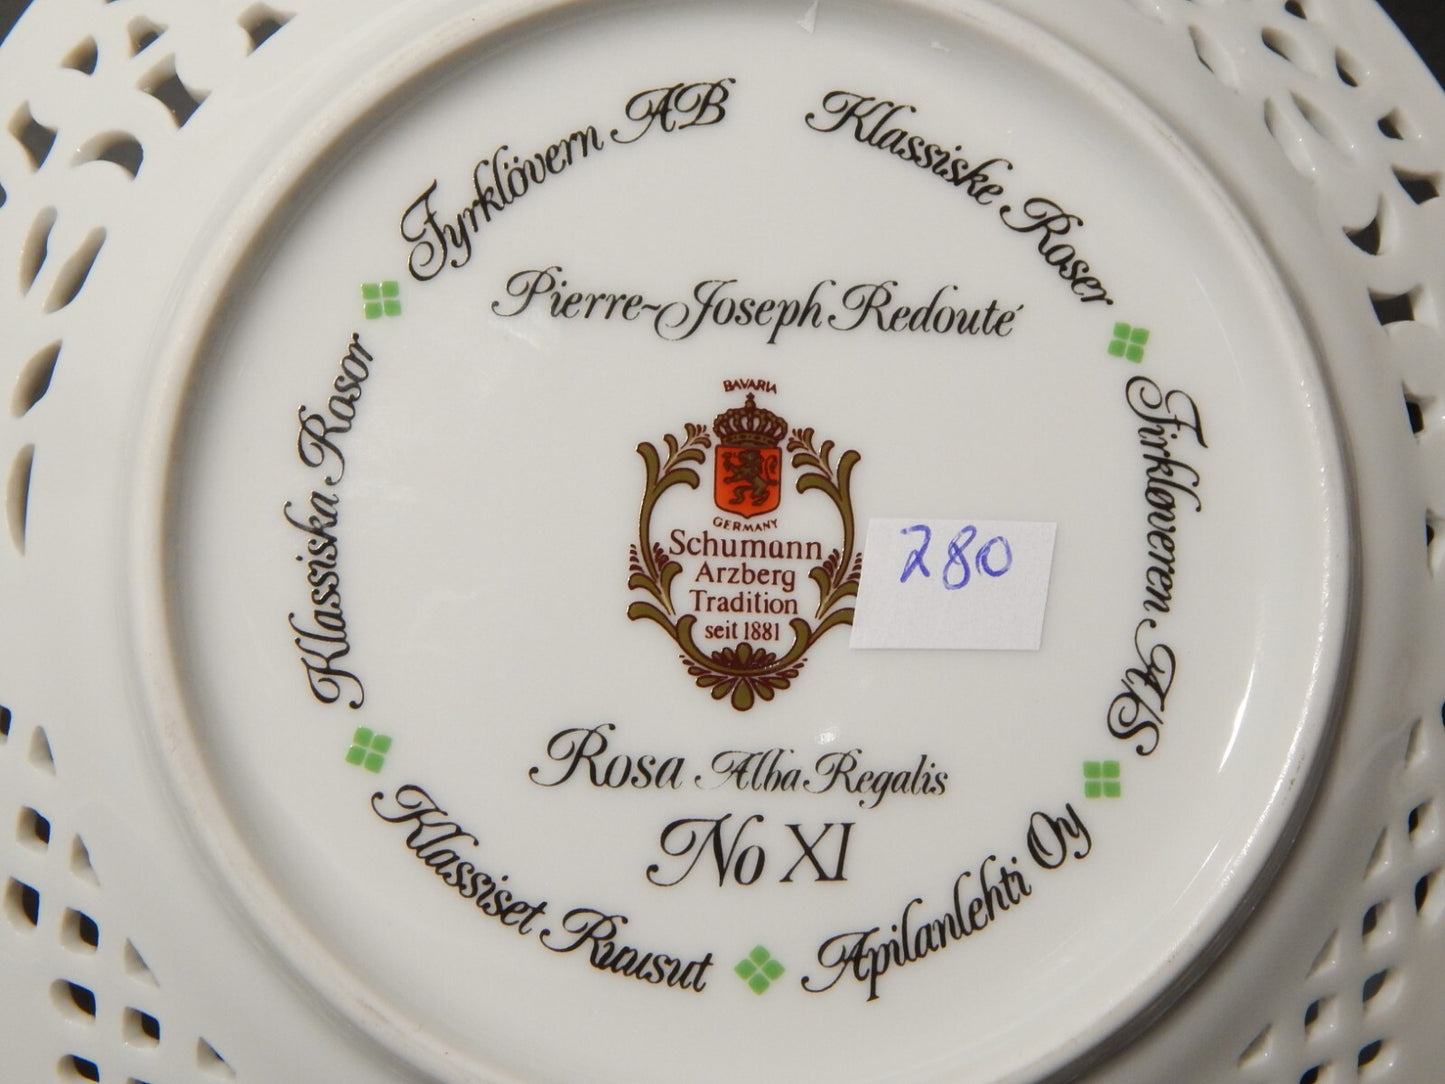 Fyrklövern AB
Klassiske Roser
Firkløveren A/S
Apilanlehti Oy
Klassiset Ruusut
Klassiska Rosor
Pierre-Joseph Redouté
BAVARIA
GERMANY
Schumann
Arzberg
Tradition
seit 1881
280
Rosa Alba Regalis
No XI